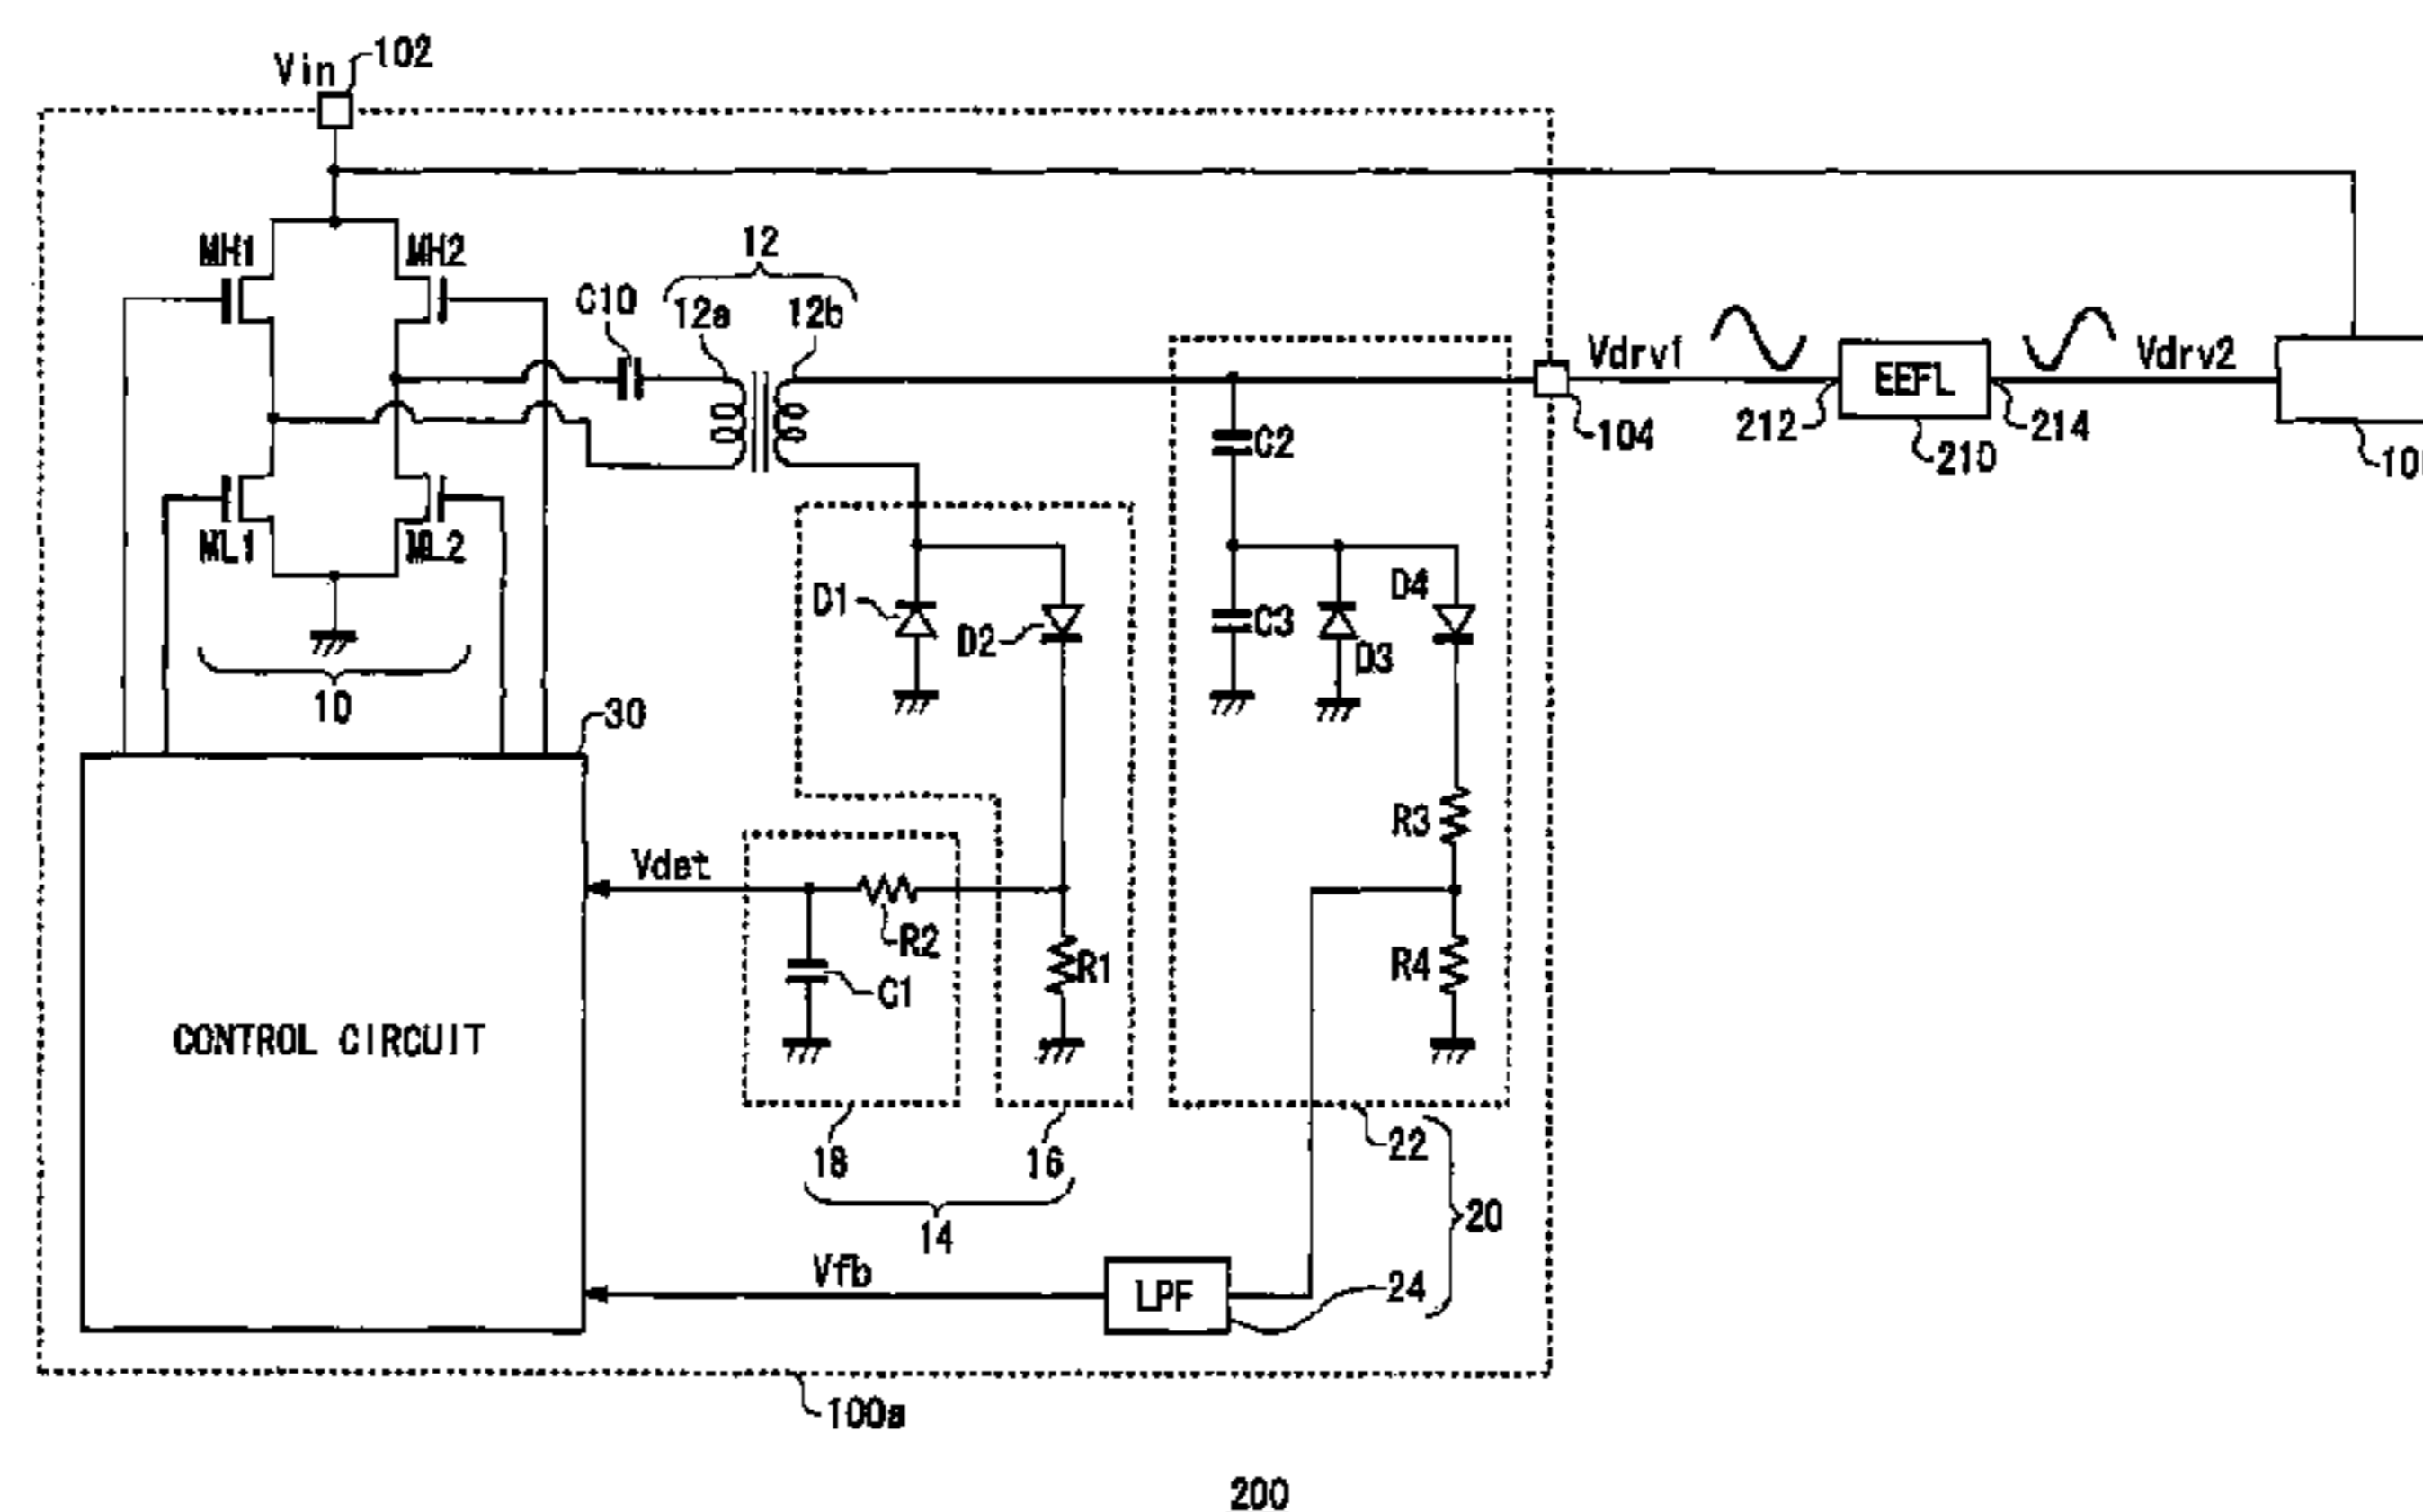 Vin
102
MH1
MH2
12
C10
12a
12b
Vdrv1
EEFL
Vdrv2
104
212
210
214
C2
ML1
ML2
D1
D2
C3
D3
D4
10
30
R3
Vdet
R2
R1
R4
C1
CONTROL CIRCUIT
18
16
22
14
20
Vfb
LPF
24
100a
200